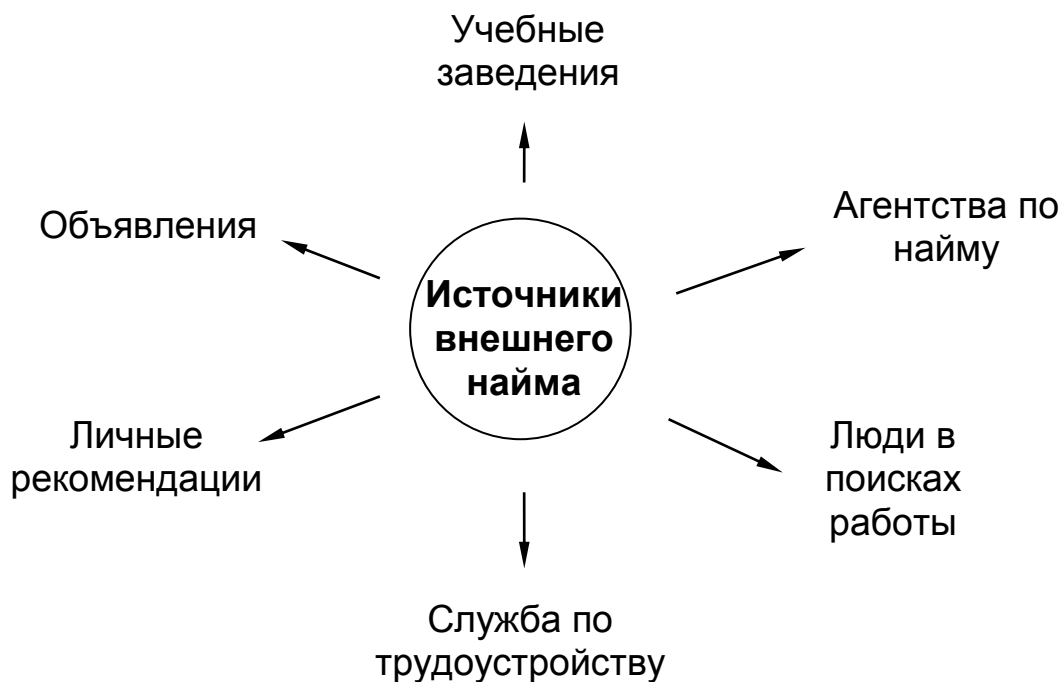 Учебные
заведения
Объявления
Агентства по
найму
Источники
внешнего
найма
Личные
рекомендации
Люди в
поисках
работы
Служба по
трудоустройству